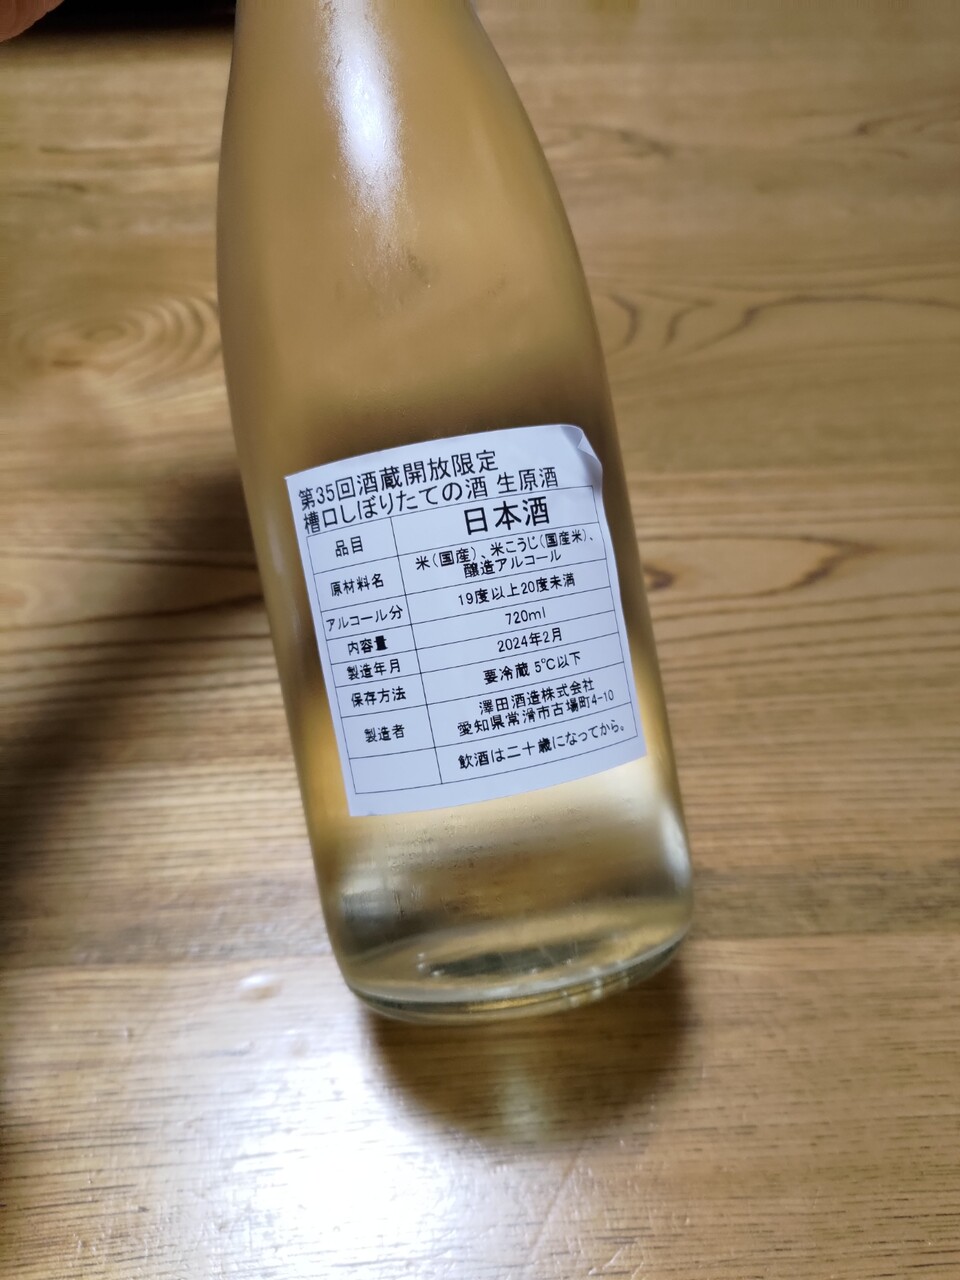 第35回酒蔵開放限定
槽口しぼりたての酒 生原酒
品目 日本酒
原材料名 米(国産)、米こうじ(国産米)、
醸造アルコール
アルコール分 19度以上20度未満
内容量 720ml
製造年月 2024年2月
保存方法 要冷蔵 5℃以下
製造者 澤田酒造株式会社
愛知県常滑市古場町4-10
飲酒は二十歳になってから。